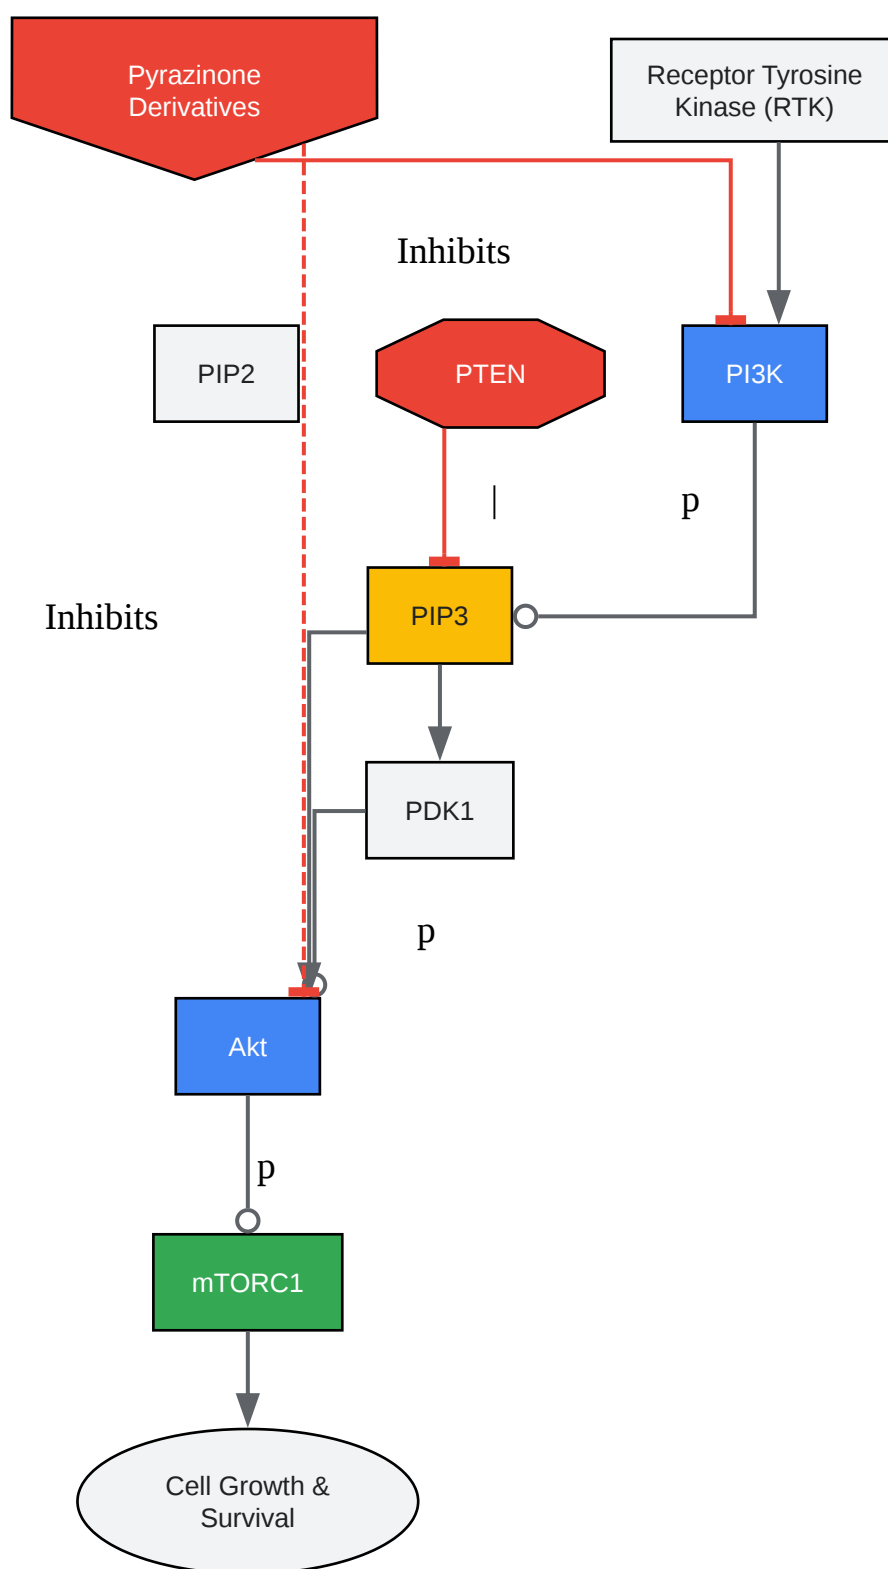 Pyrazinone
Derivatives
Receptor Tyrosine
Kinase (RTK)
Inhibits
PIP2
PTEN
PI3K
|
p
Inhibits
PIP3
PDK1
p
Akt
p
mTORC1
Cell Growth &
Survival